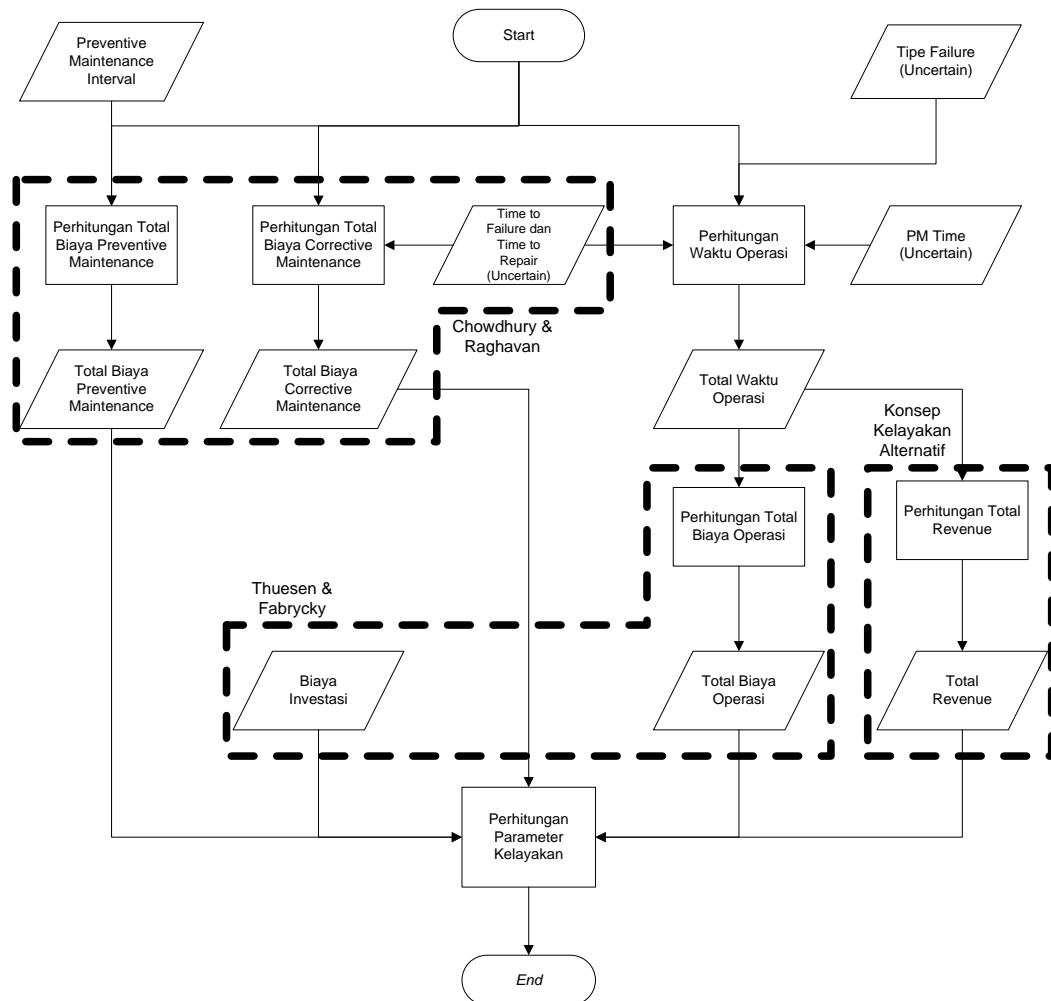 Preventive
Maintenance
Interval
Start
Tipe Failure
(Uncertain)
Perhitungan Total
Biaya Preventive
Maintenance
Perhitungan Total
Biaya Corrective
Maintenance
Time to
Failure dan
Time to
Repair
(Uncertain)
Perhitungan
Waktu Operasi
PM Time
(Uncertain)
Chowdhury &
Raghavan
Total Biaya
Preventive
Maintenance
Total Biaya
Corrective
Maintenance
Total Waktu
Operasi
Konsep
Kelayakan
Alternatif
Perhitungan Total
Biaya Operasi
Perhitungan Total
Revenue
Thuesen &
Fabrycky
Biaya
Investasi
Total Biaya
Operasi
Total
Revenue
Perhitungan
Parameter
Kelayakan
End